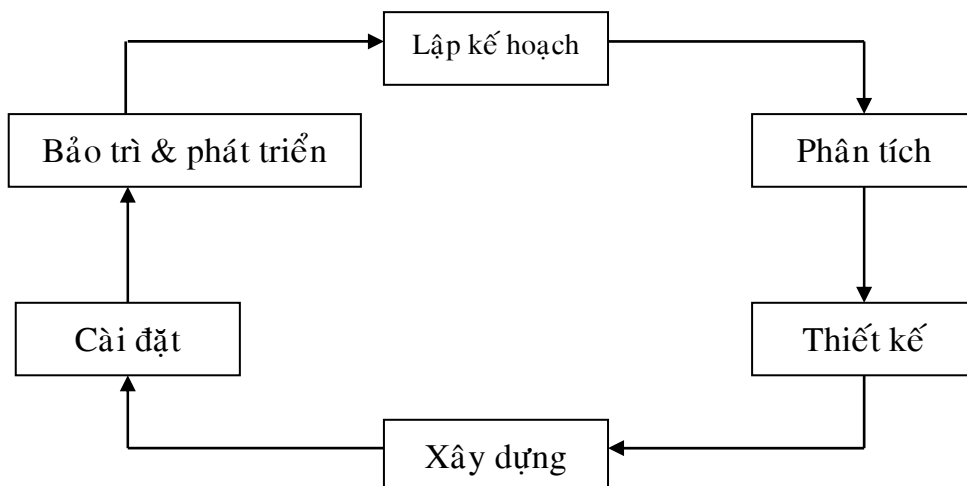 Lập kế hoạch
Bảo trì & phát triển
Phân tích
Cài đặt
Thiết kế
Xây dựng